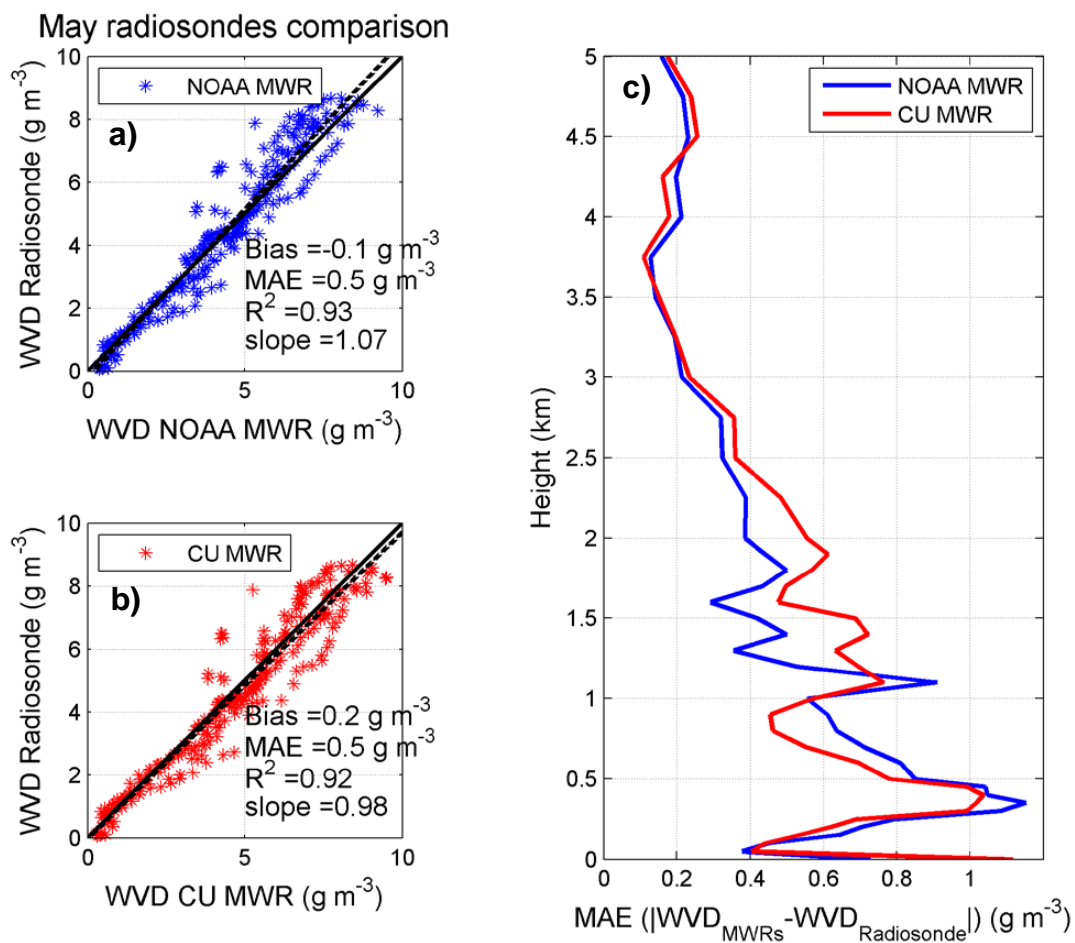 May radiosondes comparison
WVD Radiosonde (g m⁻³)
10
8
6
4
2
0
NOAA MWR
a)
Bias =-0.1 g m⁻³
MAE =0.5 g m⁻³
R² =0.93
slope =1.07
0 5 10
WVD NOAA MWR (g m⁻³)
WVD Radiosonde (g m⁻³)
10
8
6
4
2
0
CU MWR
b)
Bias =0.2 g m⁻³
MAE =0.5 g m⁻³
R² =0.92
slope =0.98
0 5 10
WVD CU MWR (g m⁻³)
c)
NOAA MWR
CU MWR
Height (km)
5
4.5
4
3.5
3
2.5
2
1.5
1
0.5
0
0 0.2 0.4 0.6 0.8 1
MAE (|WVD_MWRs-WVD_Radiosonde|) (g m⁻³)